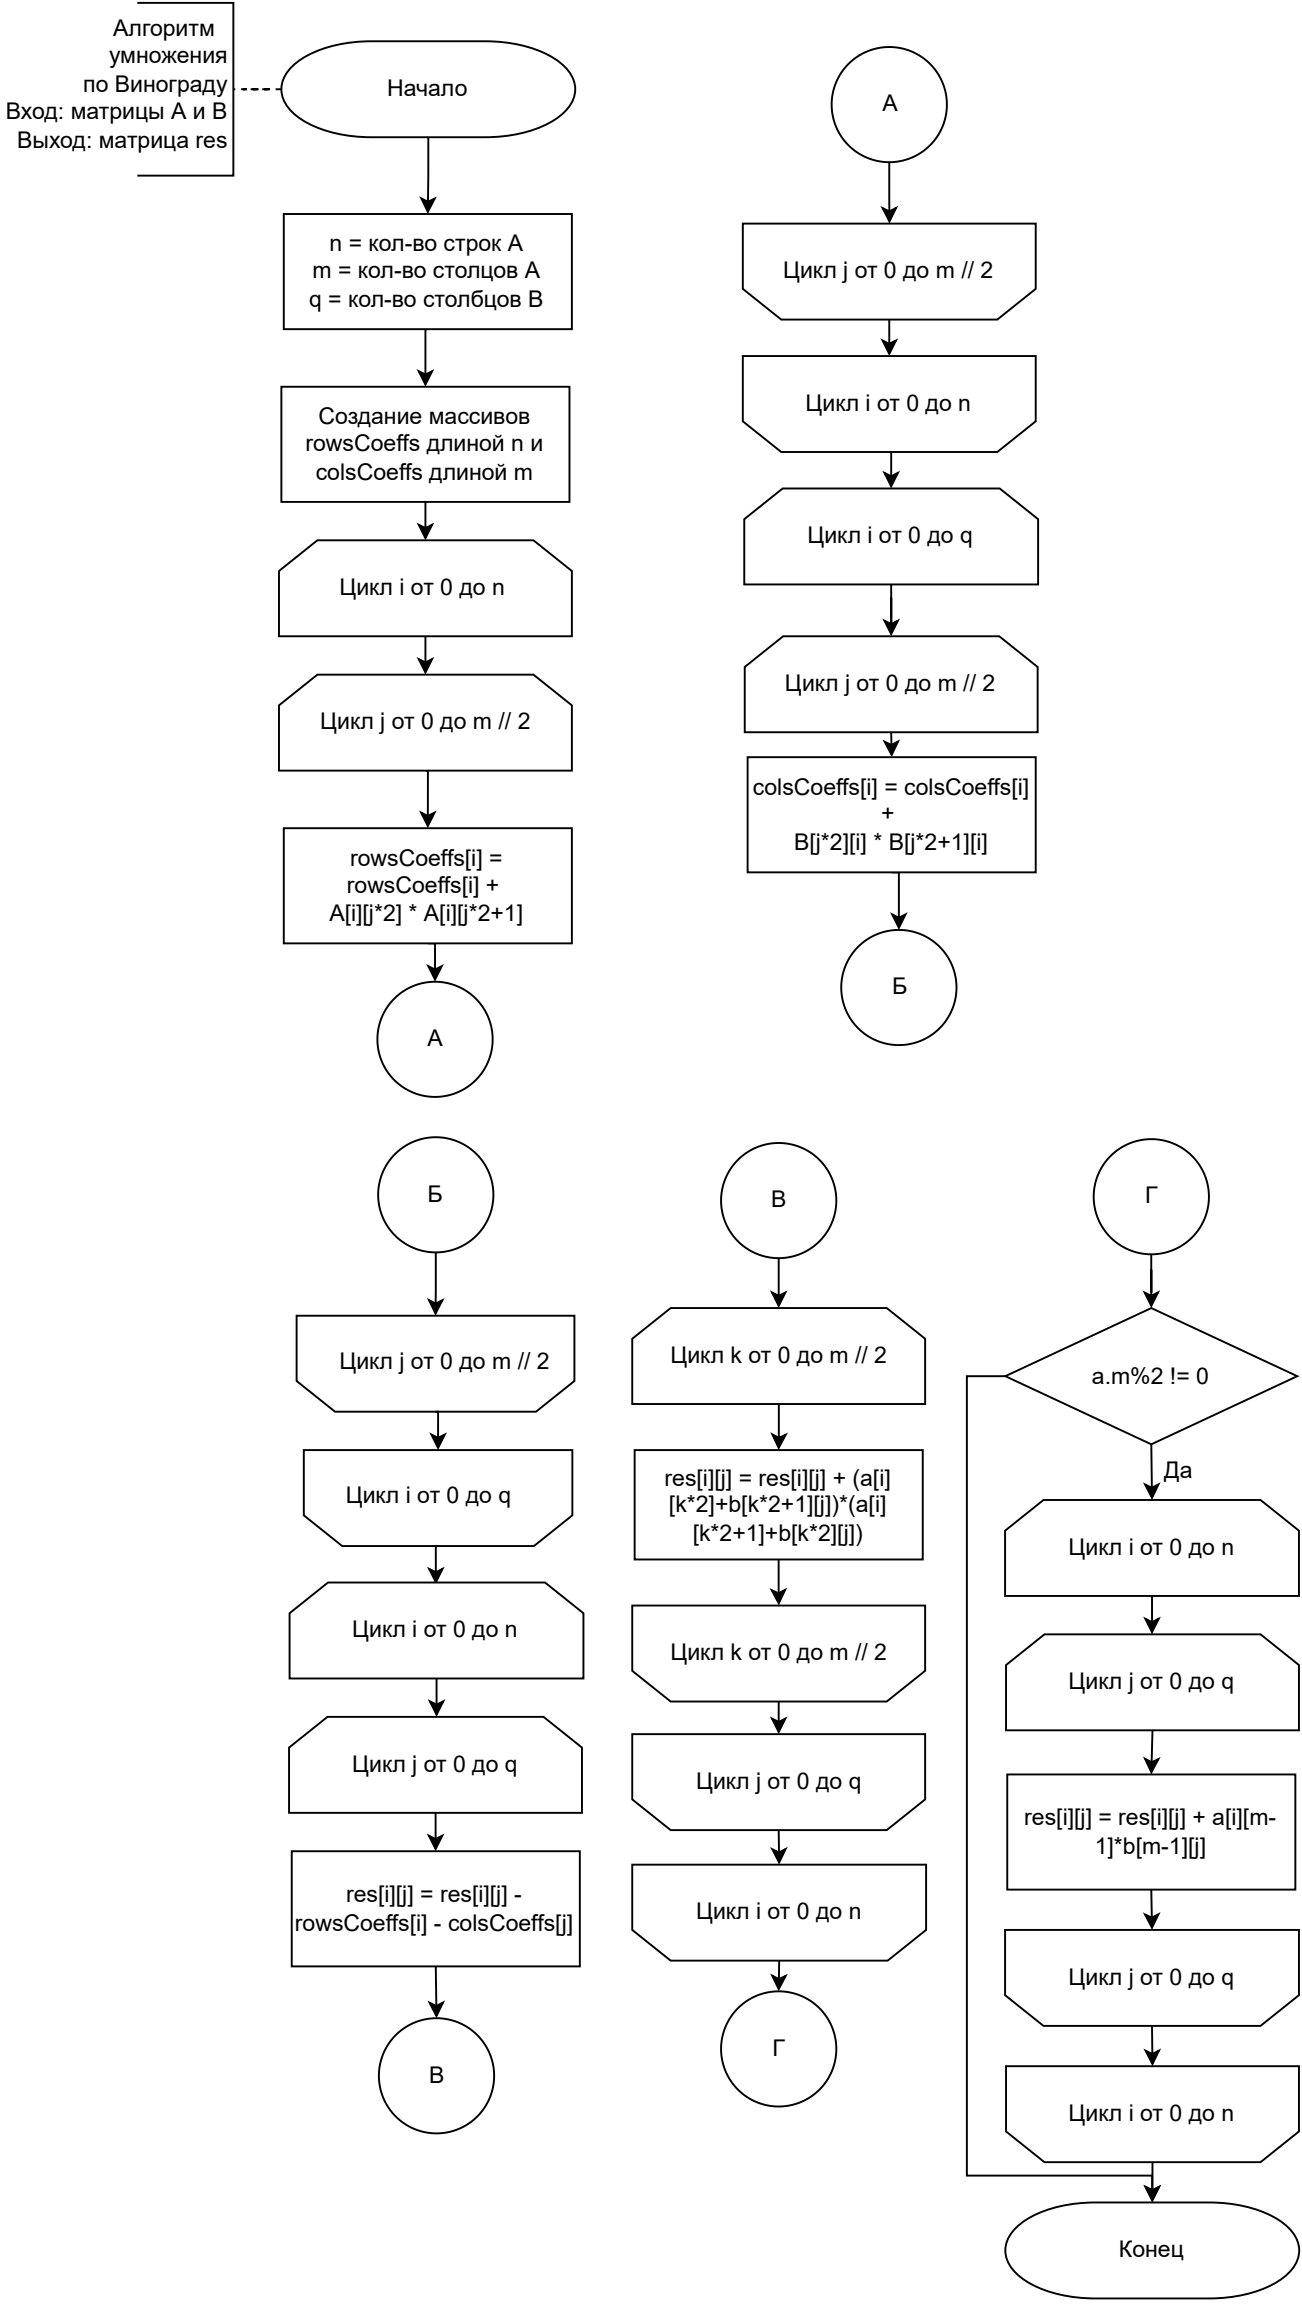 Алгоритм
умножения
по Винограду
Вход: матрицы A и B
Выход: матрица res
Начало
n = кол-во строк A
m = кол-во столцов A
q = кол-во столбцов B
Создание массивов
rowsCoeffs длиной n и
colsCoeffs длиной m
Цикл i от 0 до n
Цикл j от 0 до m // 2
rowsCoeffs[i] =
rowsCoeffs[i] +
A[i][j*2] * A[i][j*2+1]
А
А
Цикл j от 0 до m // 2
Цикл i от 0 до n
Цикл i от 0 до q
Цикл j от 0 до m // 2
colsCoeffs[i] = colsCoeffs[i]
+
B[j*2][i] * B[j*2+1][i]
Б
Б
Цикл j от 0 до m // 2
Цикл i от 0 до q
Цикл i от 0 до n
Цикл j от 0 до q
res[i][j] = res[i][j] -
rowsCoeffs[i] - colsCoeffs[j]
В
В
Цикл k от 0 до m // 2
res[i][j] = res[i][j] + (a[i]
[k*2]+b[k*2+1][j])*(a[i]
[k*2+1]+b[k*2][j])
Цикл k от 0 до m // 2
Цикл j от 0 до q
Цикл i от 0 до n
Г
Г
a.m%2 != 0
Да
Цикл i от 0 до n
Цикл j от 0 до q
res[i][j] = res[i][j] + a[i][m-
1]*b[m-1][j]
Цикл j от 0 до q
Цикл i от 0 до n
Конец